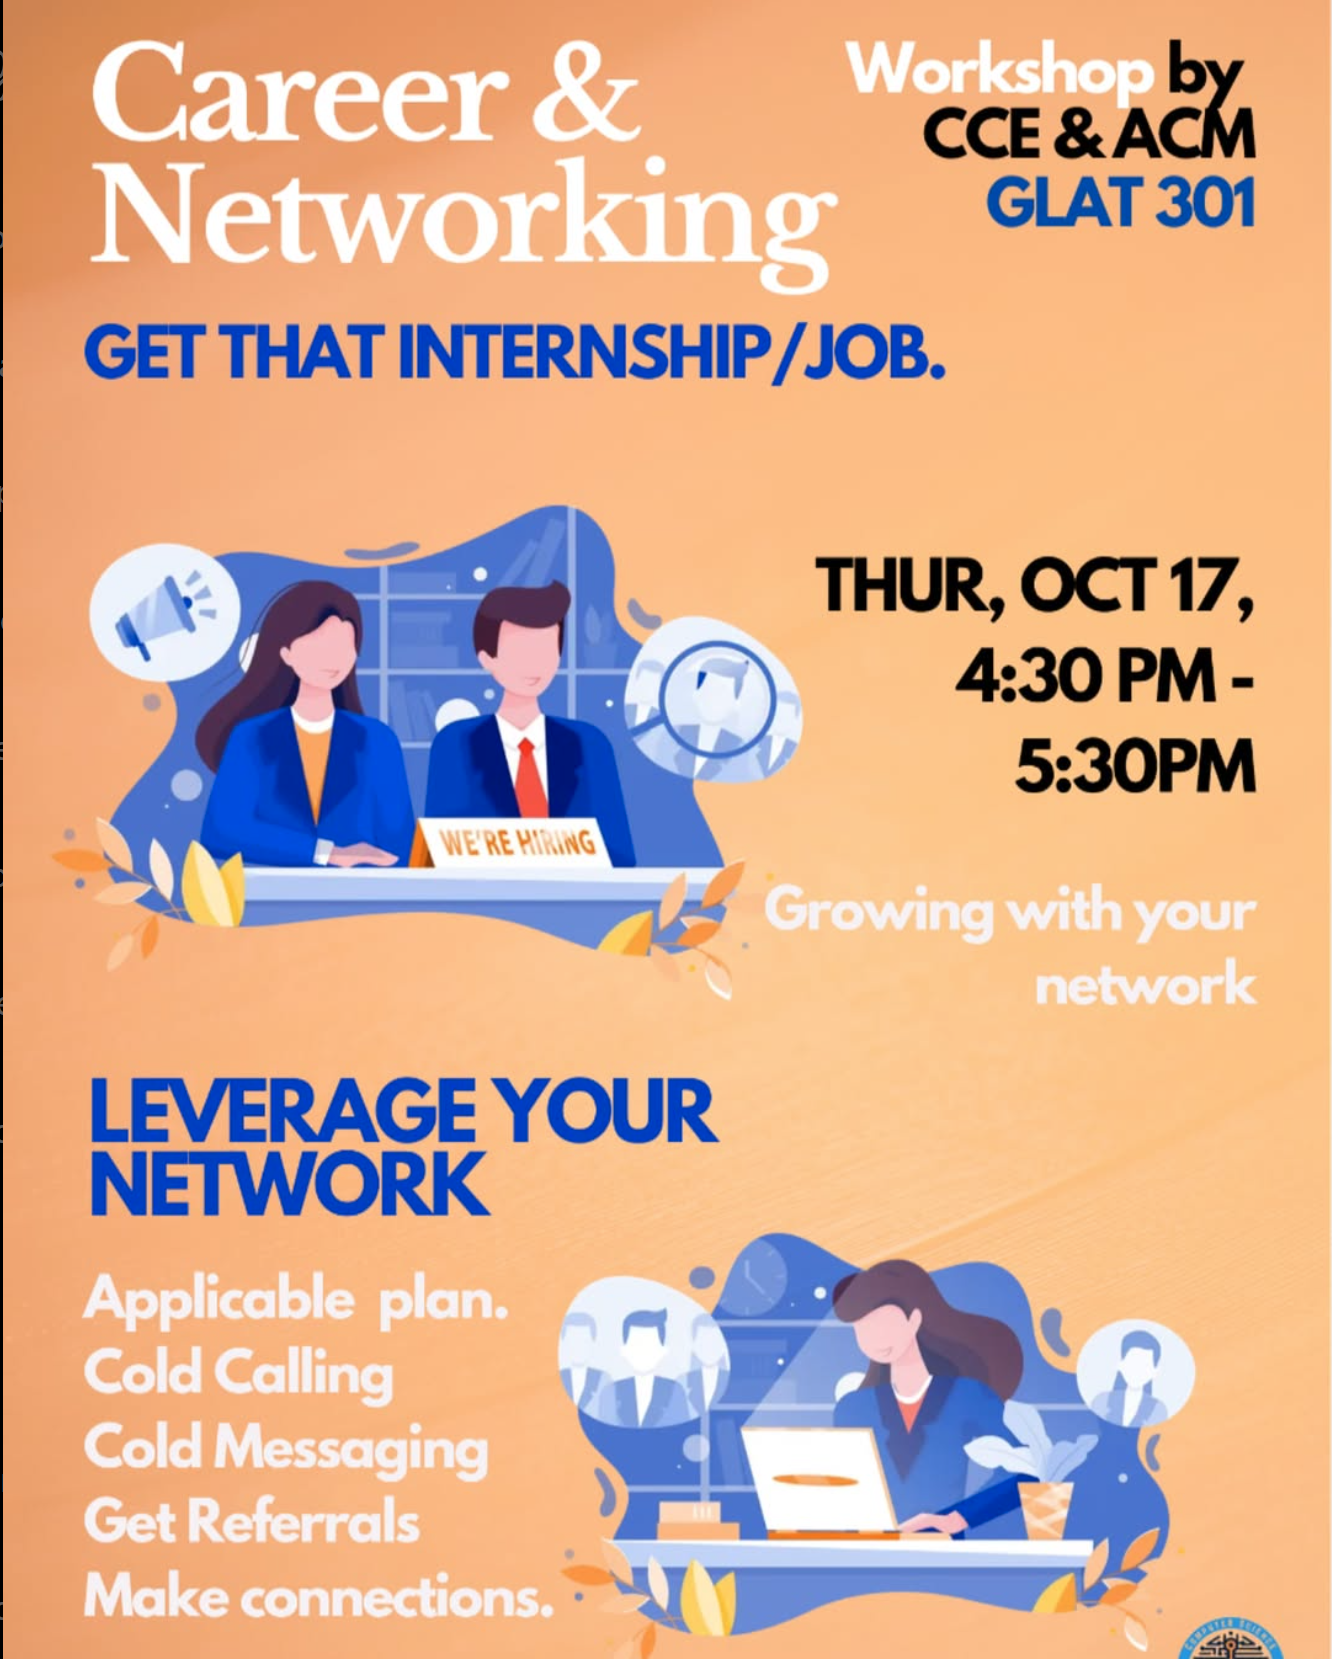 Career &
Networking
Workshop by
CCE & ACM
GLAT 301
GET THAT INTERNSHIP/JOB.
THUR, OCT 17,
4:30 PM -
5:30PM
WE'RE HIRING
Growing with your
network
LEVERAGE YOUR
NETWORK
Applicable plan.
Cold Calling
Cold Messaging
Get Referrals
Make connections.
COMPUTER SCIENCE